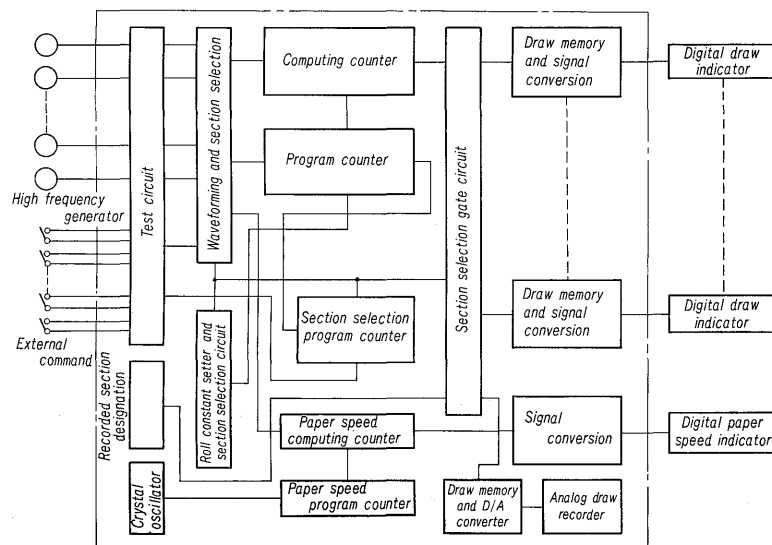 Computing counter
Draw memory
and signal
conversion
Digital draw
indicator
Waveforming and section selection
Test circuit
Program counter
Section selection gate circuit
High frequency
generator
Section selection
program counter
Draw memory
and signal
conversion
Digital draw
indicator
External
command
Roll constant setter and
section selection circuit
Recorded section
designation
Paper speed
computing counter
Signal
conversion
Digital paper
speed indicator
Crystal
oscillator
Paper speed
program counter
Draw memory
and D/A
converter
Analog draw
recorder